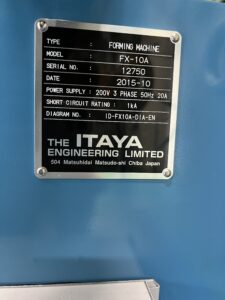 TYPE : FORMING MACHINE
MODEL : FX-10A
SERIAL NO. : 12750
DATE : 2015-10
POWER SUPPLY : 200V 3 PHASE 50Hz 20A
SHORT CIRCUIT RATING : 1kA
DIAGRAM NO. : ID-FX10A-D1A-EN
THE ITAYA
ENGINEERING LIMITED
504 Matsuhidai Matsudo-shi Chiba Japan